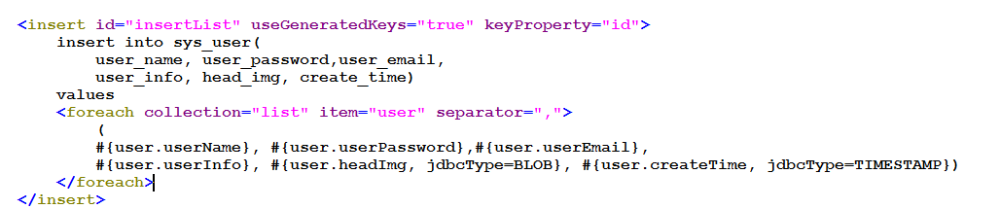 <insert id="insertList" useGeneratedKeys="true" keyProperty="id">
    insert into sys_user(
        user_name, user_password,user_email,
        user_info, head_img, create_time)
    values
    <foreach collection="list" item="user" separator=",">
        (
        #{user.userName}, #{user.userPassword},#{user.userEmail},
        #{user.userInfo}, #{user.headImg, jdbcType=BLOB}, #{user.createTime, jdbcType=TIMESTAMP})
    </foreach>
</insert>